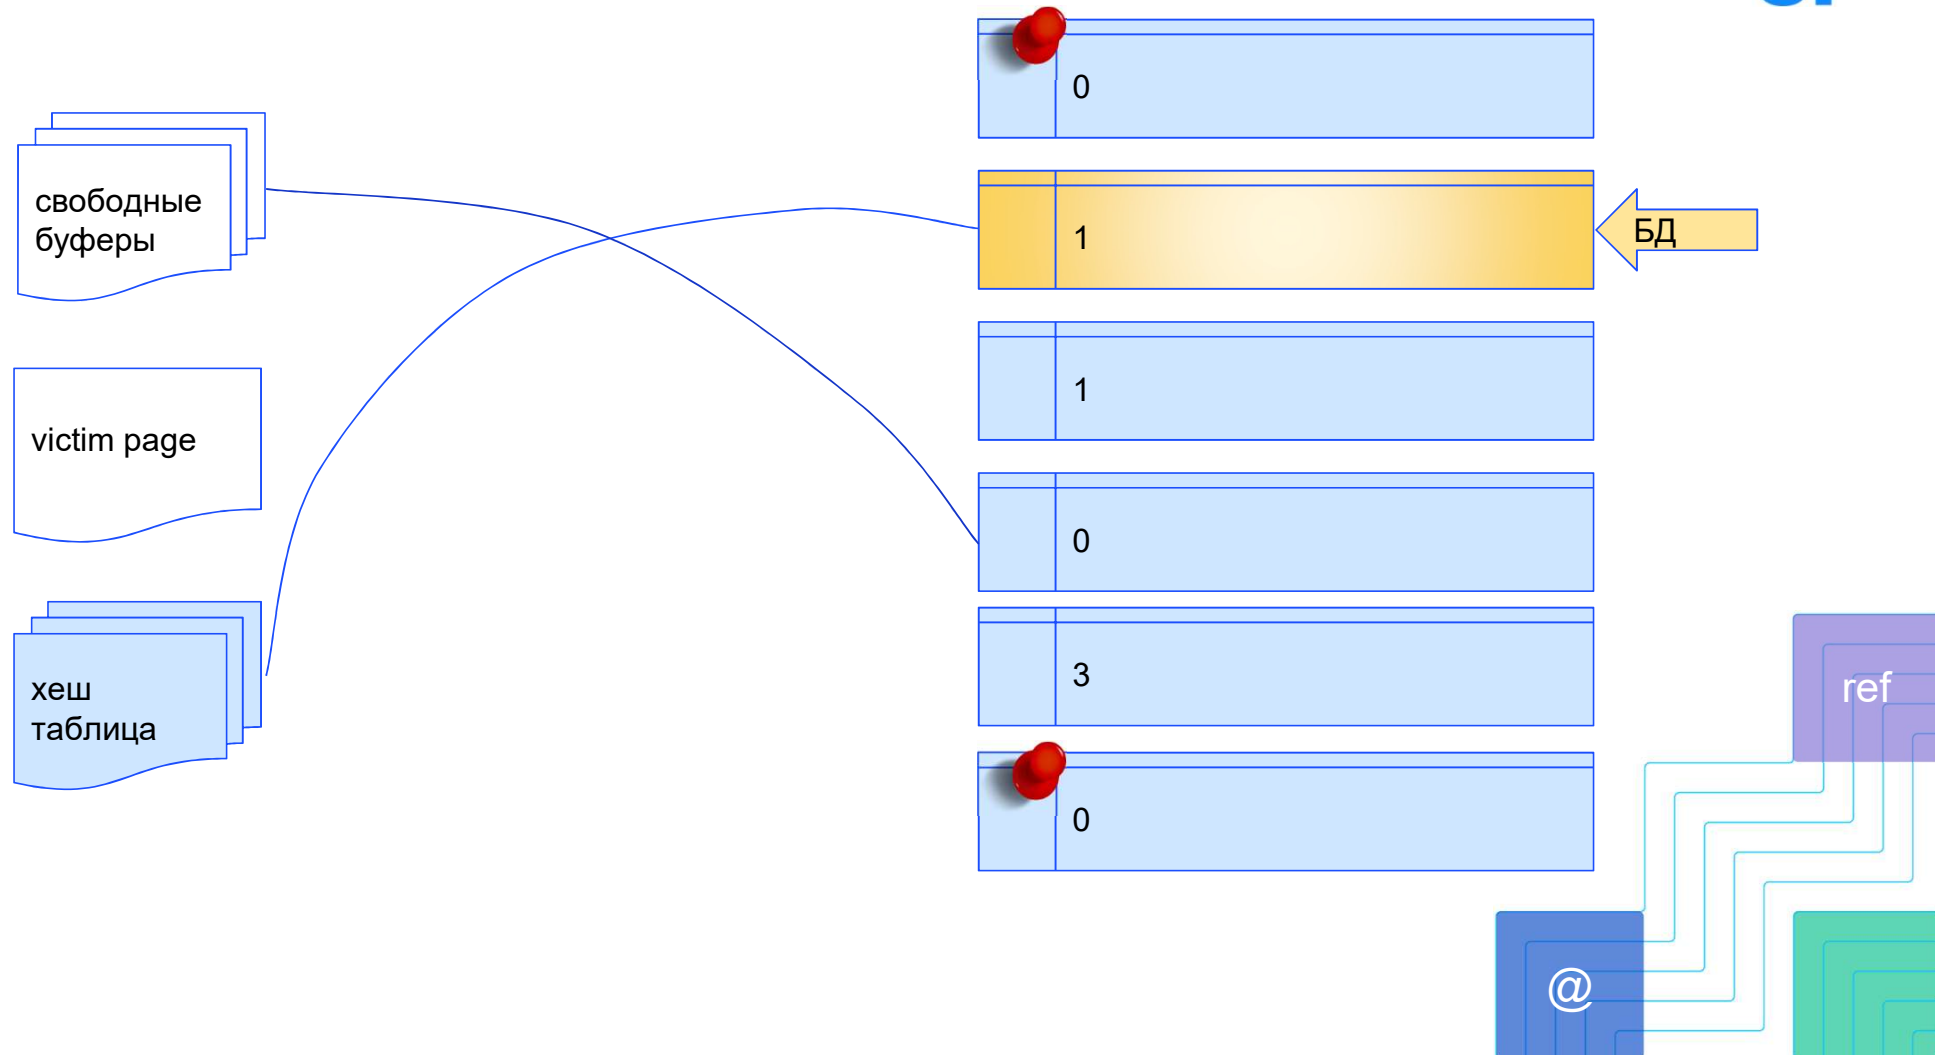 свободные
буферы
victim page
хеш
таблица
0
1
БД
1
0
3
0
ref
@